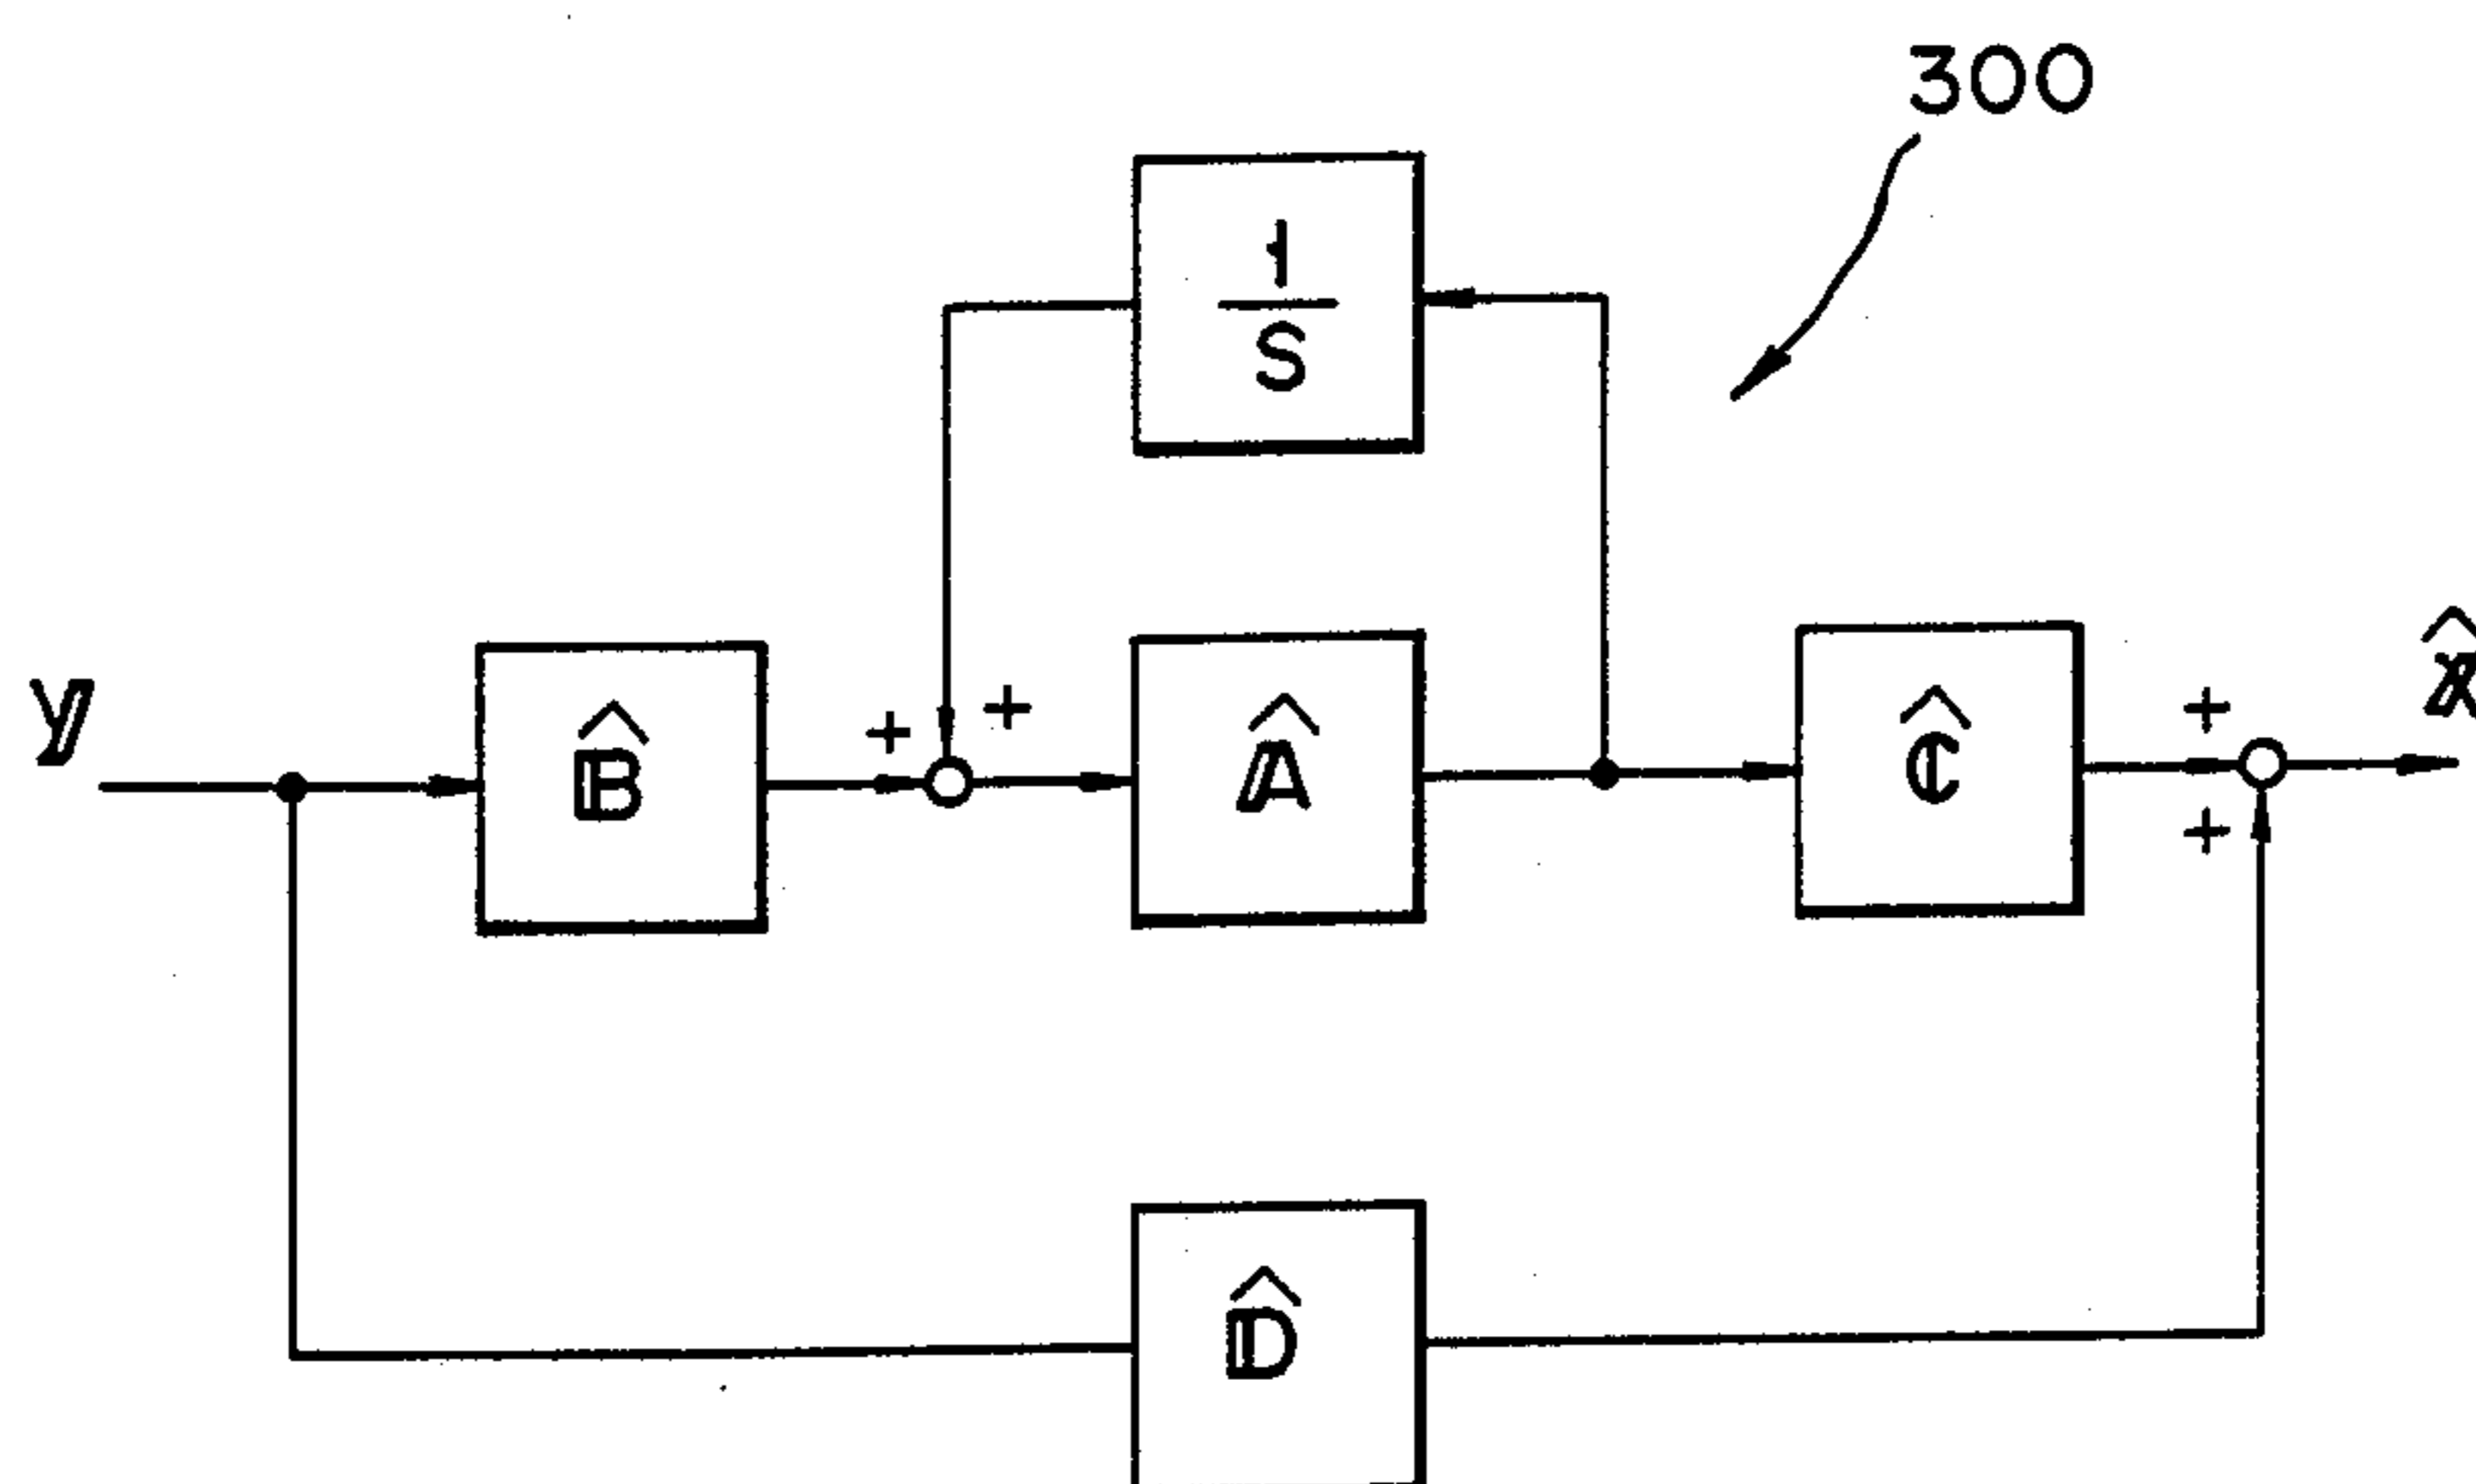 300
1
S
y
B̂
+
+
Â
Ĉ
+
+
x̂
D̂